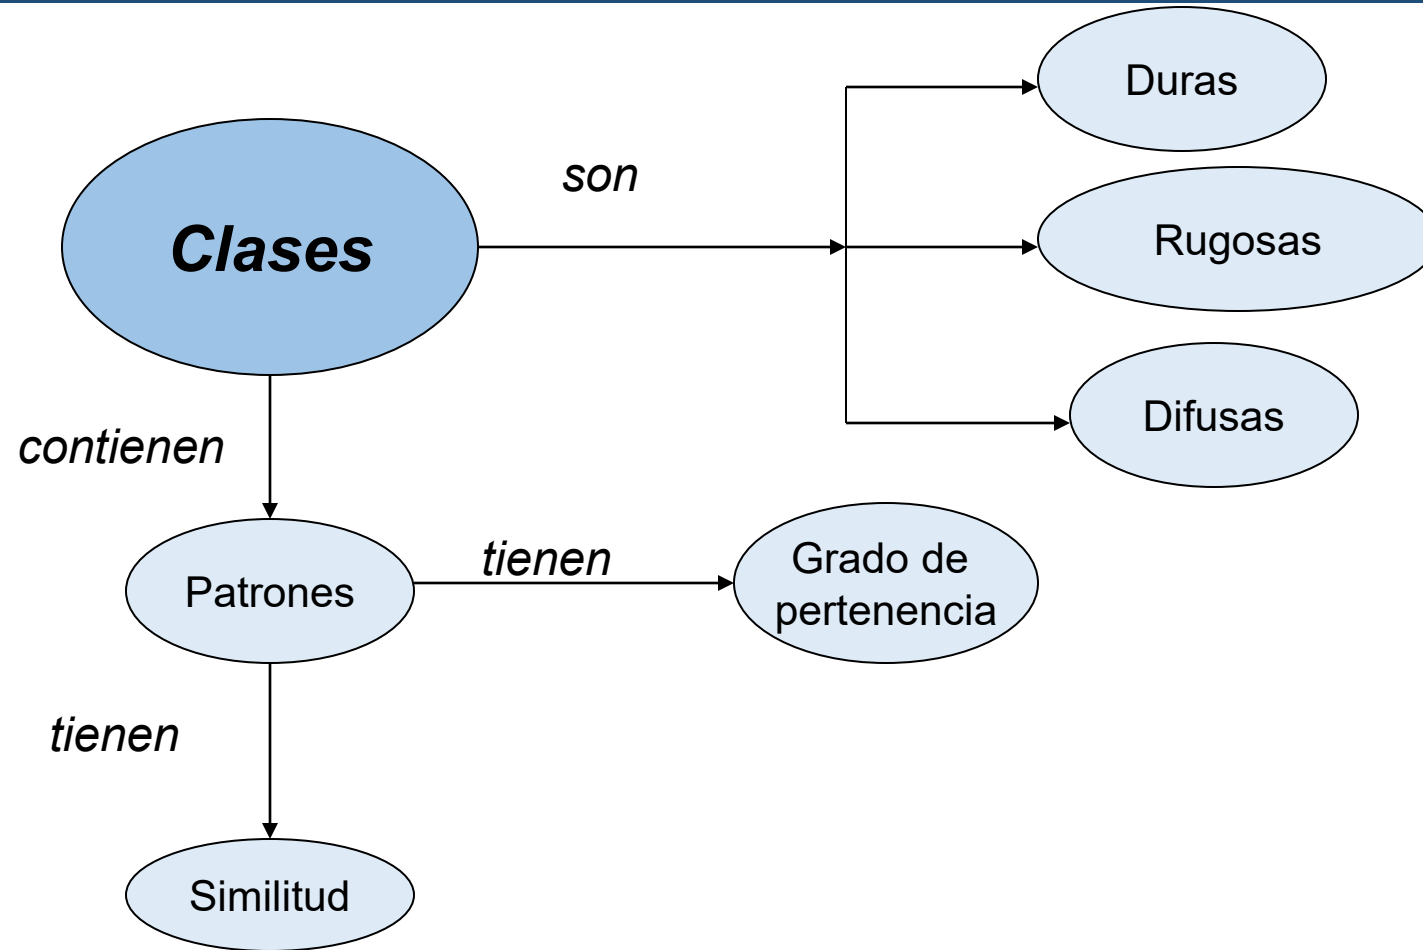 Duras
son
Clases
Rugosas
Difusas
contienen
tienen
Grado de
pertenencia
Patrones
tienen
Similitud